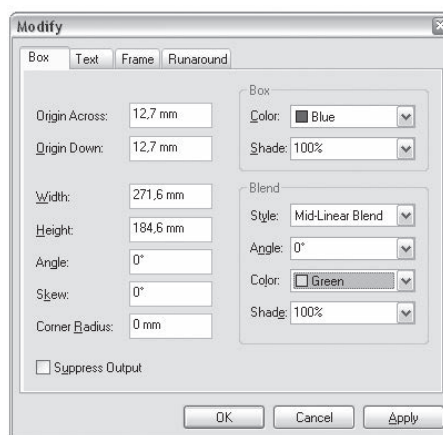 Modify
Box Text Frame Runaround
Origin Across: 12,7 mm
Origin Down: 12,7 mm
Width: 271,6 mm
Height: 184,6 mm
Angle: 0°
Skew: 0°
Corner Radius: 0 mm
Suppress Output
Box
Color: Blue
Shade: 100%
Blend
Style: Mid-Linear Blend
Angle: 0°
Color: Green
Shade: 100%
OK Cancel Apply